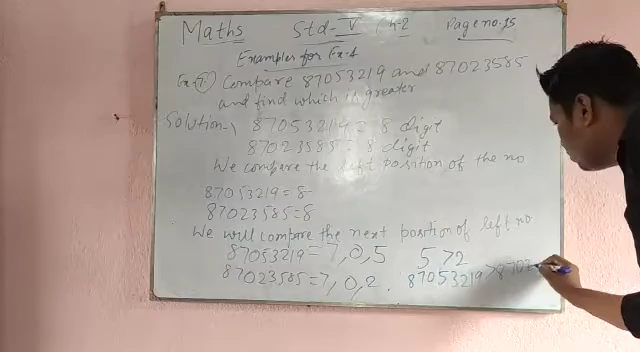 Maths Std - V Ch-2 Page no. 15
Examples for Ex-4
Ex-7. Compare 87053219 and 87023585
and find which is greater
Solution-, 87053219 = 8 digit
87023585 = 8 digit
We compare the left position of the no
87053219 = 8
87023585 = 8
We will compare the next position of left no
87053219 = 7, 0, 5 5 > 2
87023585 = 7, 0, 2. 87053219 > 8702